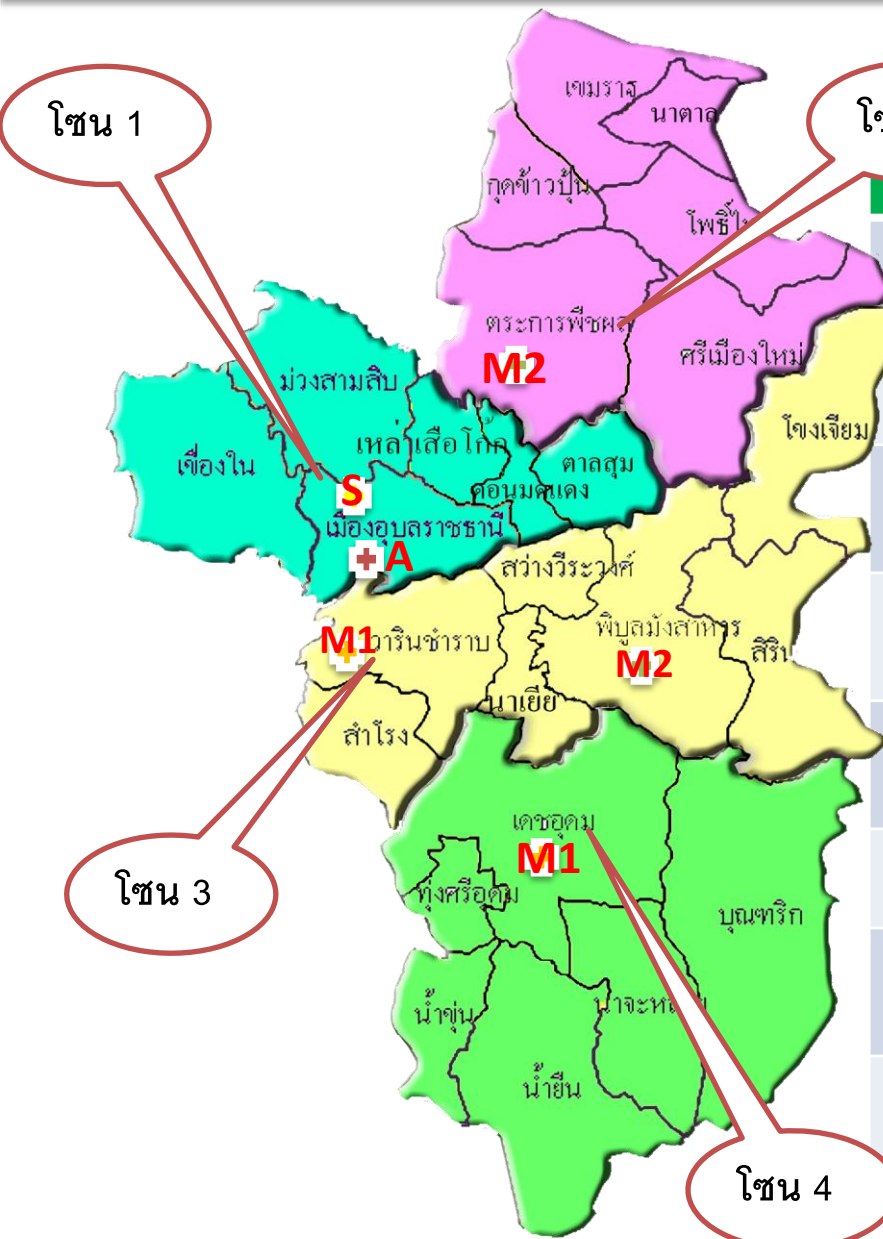 โซน 1
เขมราฐ
นาตาล
กุดข้าวปุ้น
ตระการพืชผล
M2
ศรีเมืองใหม่
โขงเจียม
ม่วงสามสิบ
เขื่องใน
เหล่าเสือโก้ก
ตาลสุม
ดอนมดแดง
S
เมืองอุบลราชธานี
A
สว่างวีระวงศ์
M1
วารินชำราบ
พิบูลมังสาหาร
M2
สิริน
นาเยีย
สำโรง
เดชอุดม
M1
โซน 3
ทุ่งศรีอุดม
บุณฑริก
น้ำขุ่น
น้ำยืน
โซน 4